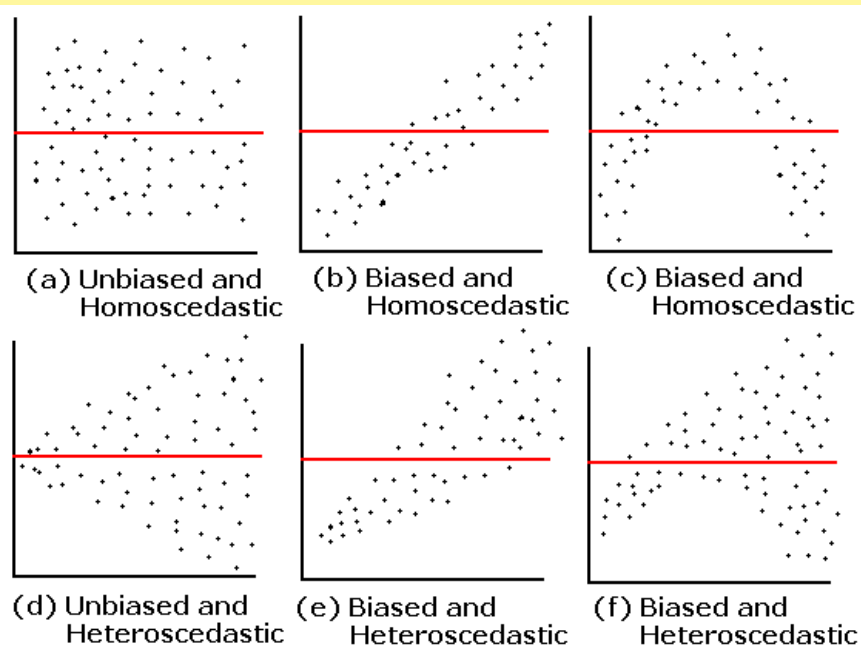 (a) Unbiased and
Homoscedastic
(b) Biased and
Homoscedastic
(c) Biased and
Homoscedastic
(d) Unbiased and
Heteroscedastic
(e) Biased and
Heteroscedastic
(f) Biased and
Heteroscedastic